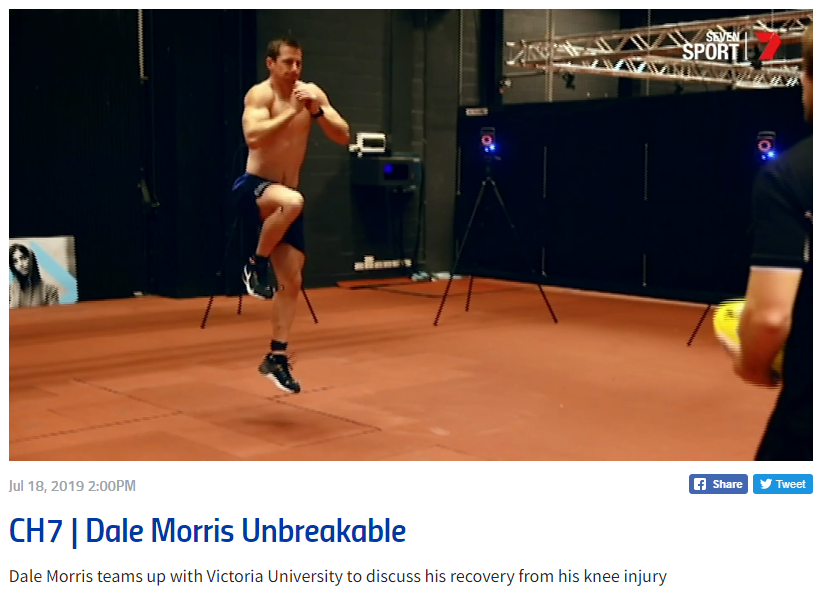 SEVEN
SPORT
Jul 18, 2019 2:00PM
Share
Tweet
CH7 | Dale Morris Unbreakable
Dale Morris teams up with Victoria University to discuss his recovery from his knee injury